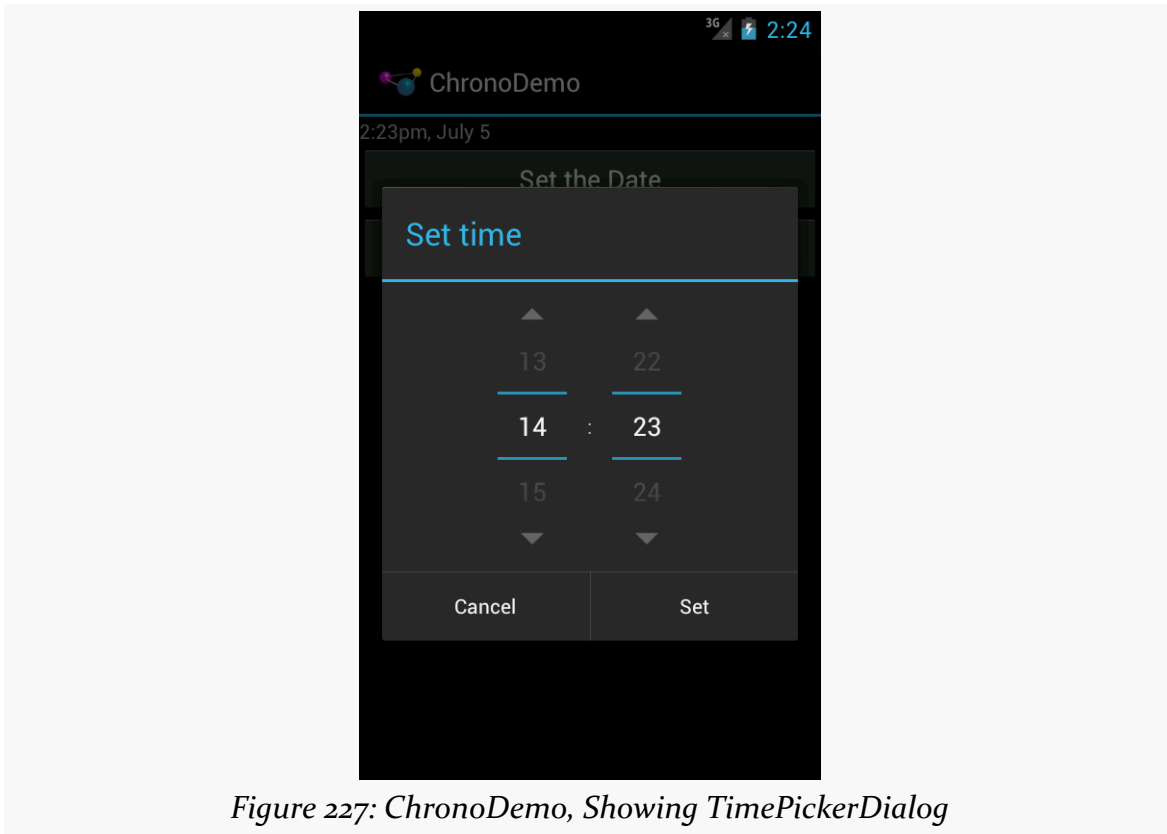 3G 2:24
ChronoDemo
2:23pm, July 5
Set the Date
Set time
13 22
14 : 23
15 24
Cancel Set
Figure 227: ChronoDemo, Showing TimePickerDialog